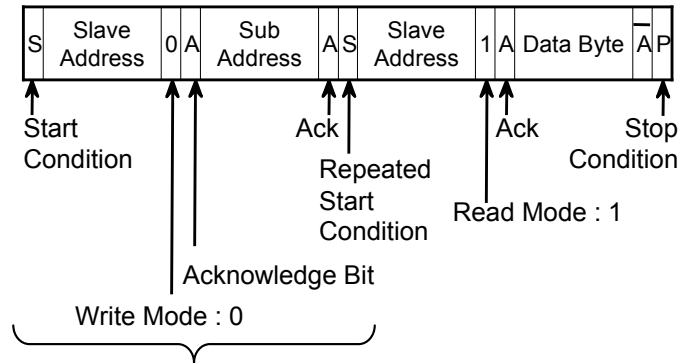 S Slave Address 0 A Sub Address A S Slave Address 1 A Data Byte A̅ P
Start Condition
Ack
Repeated Start Condition
Ack
Stop Condition
Read Mode : 1
Acknowledge Bit
Write Mode : 0